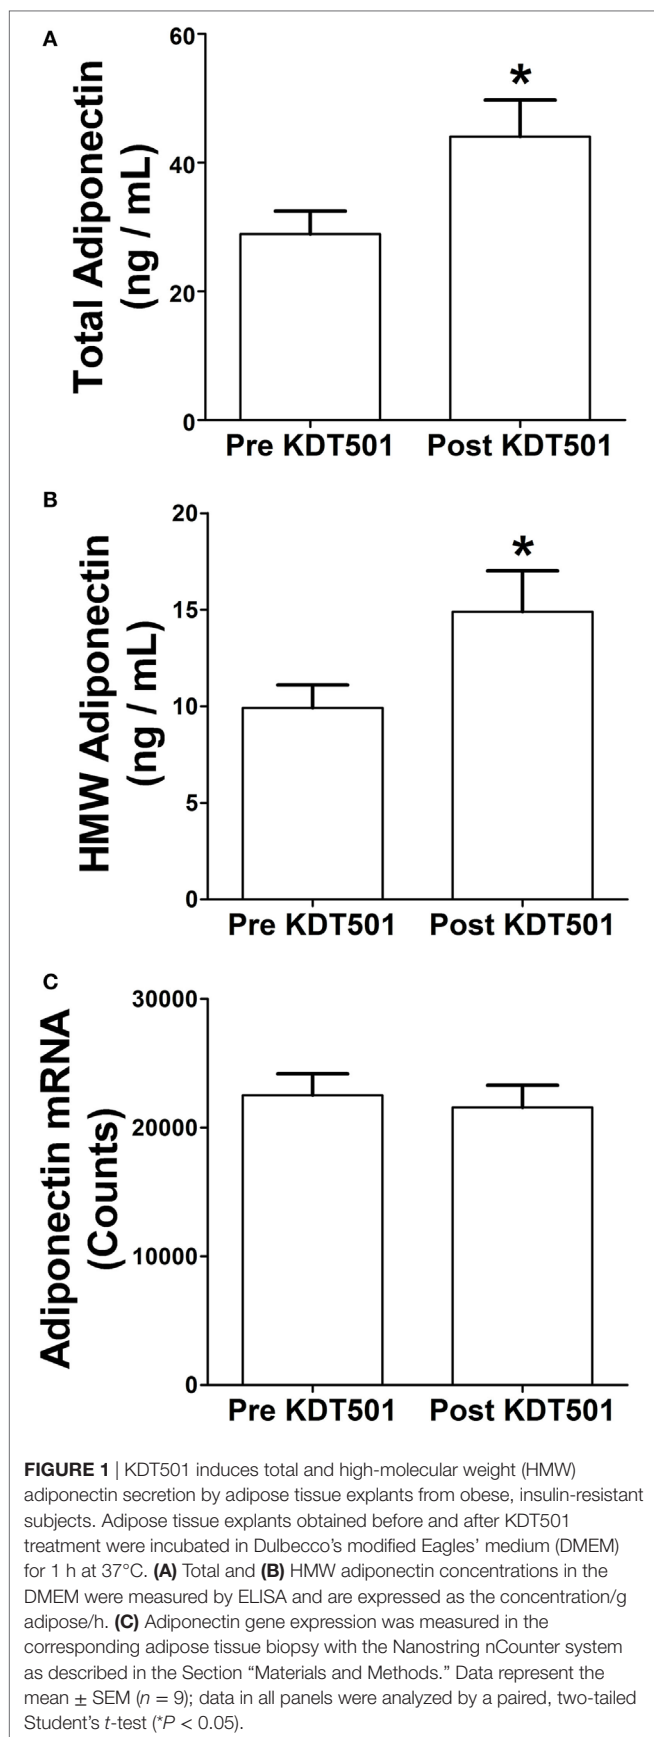 A
Total Adiponectin
(ng / mL)
60
40
20
0
*
Pre KDT501 Post KDT501
B
HMW Adiponectin
(ng / mL)
20
15
10
5
0
*
Pre KDT501 Post KDT501
C
Adiponectin mRNA
(Counts)
30000
20000
10000
0
Pre KDT501 Post KDT501
FIGURE 1 | KDT501 induces total and high-molecular weight (HMW)
adiponectin secretion by adipose tissue explants from obese, insulin-resistant
subjects. Adipose tissue explants obtained before and after KDT501
treatment were incubated in Dulbecco’s modified Eagles’ medium (DMEM)
for 1 h at 37°C. (A) Total and (B) HMW adiponectin concentrations in the
DMEM were measured by ELISA and are expressed as the concentration/g
adipose/h. (C) Adiponectin gene expression was measured in the
corresponding adipose tissue biopsy with the Nanostring nCounter system
as described in the Section “Materials and Methods.” Data represent the
mean ± SEM (n = 9); data in all panels were analyzed by a paired, two-tailed
Student’s t-test (*P < 0.05).